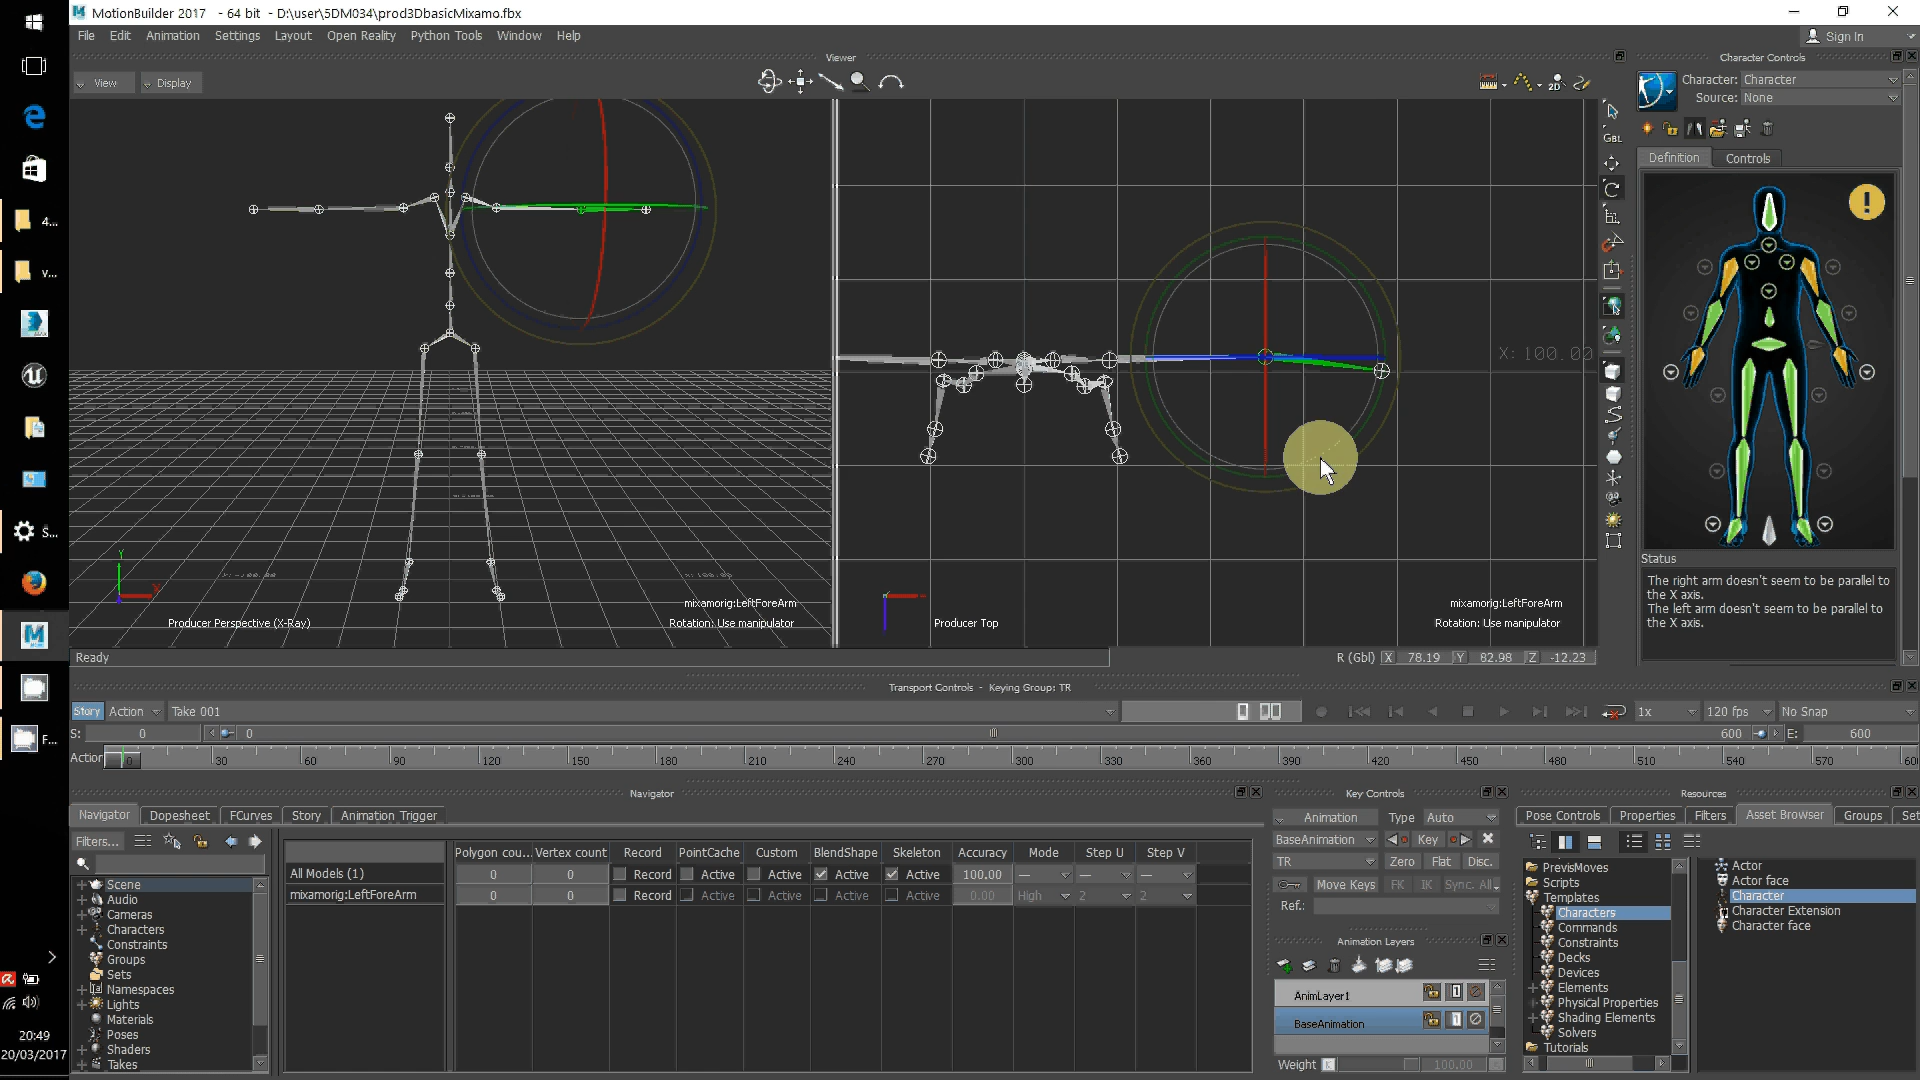 MotionBuilder 2017 - 64 bit - D:\user\5DM034\prod3DbasicMixamo.fbx
File Edit Animation Settings Layout Open Reality Python Tools Window Help
Sign In
Viewer
View Display
2D
GBL
X: 100.00
mixamorig:LeftForeArm
Producer Perspective (X-Ray)
Rotation: Use manipulator
mixamorig:LeftForeArm
Producer Top
Rotation: Use manipulator
Character Controls
Character: Character
Source: None
Definition Controls
Status
The right arm doesn't seem to be parallel to
the X axis.
The left arm doesn't seem to be parallel to
the X axis.
Ready
R (Gbl) X 78.19 Y 82.98 Z -12.23
Transport Controls - Keying Group: TR
Story Action Take 001
1x 120 fps No Snap
S: 0 0 600 E: 600
Action 0 30 60 90 120 150 180 210 240 270 300 330 360 390 420 450 480 510 540 570 60
Navigator
Navigator Dopesheet FCurves Story Animation Trigger
Filters...
Scene
Audio
Cameras
Characters
Constraints
Groups
Sets
Namespaces
Lights
Materials
Poses
Shaders
Takes
Polygon cou... Vertex count Record PointCache Custom BlendShape Skeleton Accuracy Mode Step U Step V
All Models (1) 0 0 Record Active Active Active Active 100.00 — — —
mixamorig:LeftForeArm 0 0 Record Active Active Active Active 0.00 High 2 2
Key Controls
Animation Type Auto
BaseAnimation Key
TR Zero Flat Disc.
Move Keys FK IK Sync. All
Ref.:
Animation Layers
AnimLayer1
BaseAnimation
Weight 100.00
Resources
Pose Controls Properties Filters Asset Browser Groups Set
PrevisMoves
Scripts
Templates
Characters
Commands
Constraints
Decks
Devices
Elements
Physical Properties
Shading Elements
Solvers
Tutorials
Actor
Actor face
Character
Character Extension
Character face
4...
v...
S...
F...
20:49
20/03/2017